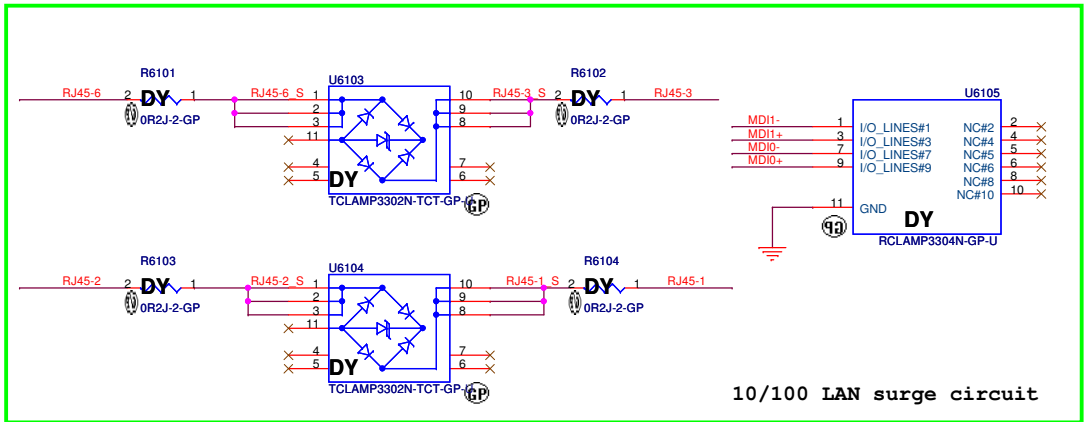 R6101
RJ45-6
2
DY
1
0R2J-2-GP
RJ45-6_S
U6103
1
2
3
11
4
5
10
9
8
7
6
DY
TCLAMP3302N-TCT-GP-U
GP
RJ45-3_S
R6102
2
DY
1
0R2J-2-GP
RJ45-3
U6105
MDI1-
MDI1+
MDI0-
MDI0+
1
3
7
9
11
I/O_LINES#1
I/O_LINES#3
I/O_LINES#7
I/O_LINES#9
GND
NC#2
NC#4
NC#5
NC#6
NC#8
NC#10
2
4
5
6
8
10
DY
GP
RCLAMP3304N-GP-U
R6103
RJ45-2
2
DY
1
0R2J-2-GP
RJ45-2_S
U6104
1
2
3
11
4
5
10
9
8
7
6
DY
TCLAMP3302N-TCT-GP-U
GP
RJ45-1_S
R6104
2
DY
1
0R2J-2-GP
RJ45-1
10/100 LAN surge circuit